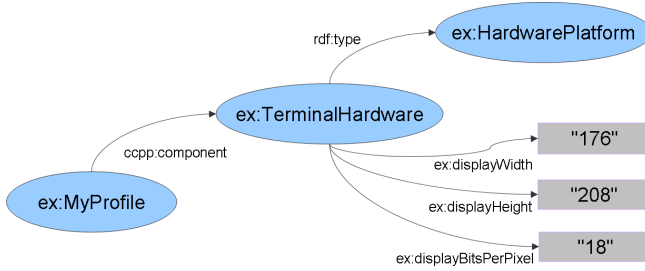 ex:HardwarePlatform
rdf:type
ex:TerminalHardware
"176"
ccpp:component
ex:displayWidth
ex:MyProfile
"208"
ex:displayHeight
"18"
ex:displayBitsPerPixel